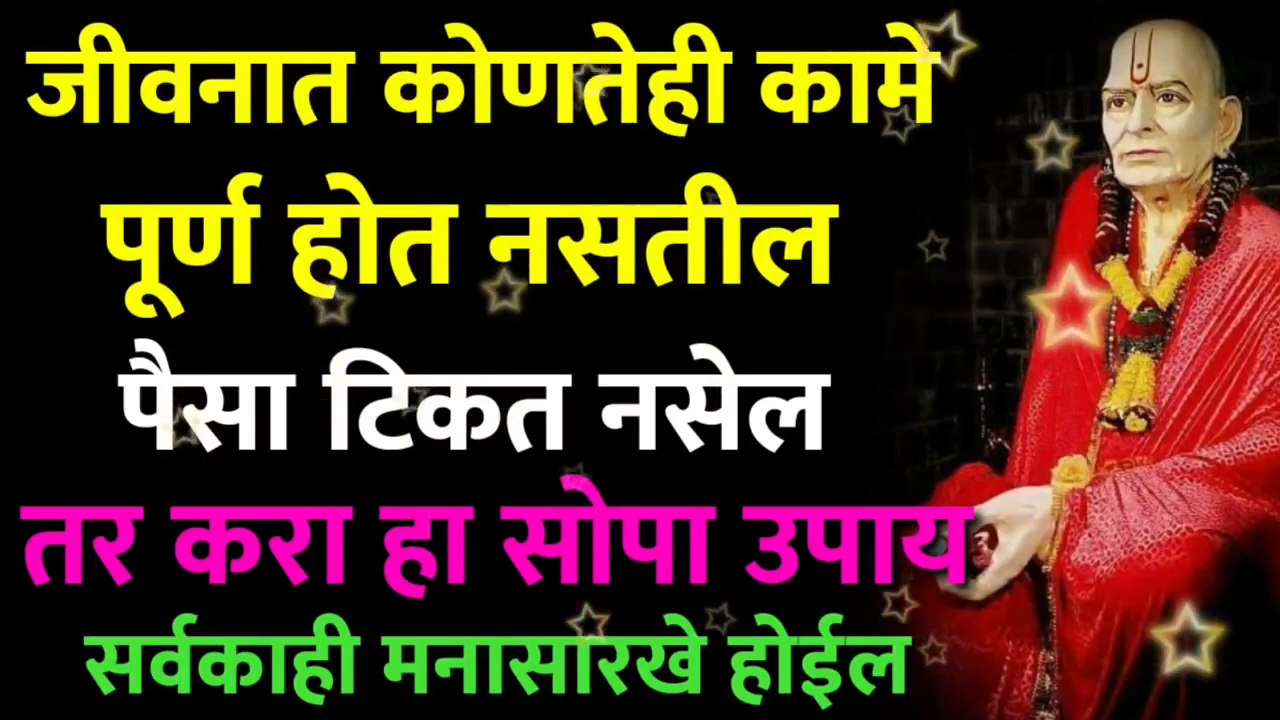 जीवनात कोणतेही कामे
पूर्ण होत नसतील
पैसा टिकत नसेल
तर करा हा सोपा उपाय
सर्वकाही मनासारखे होईल